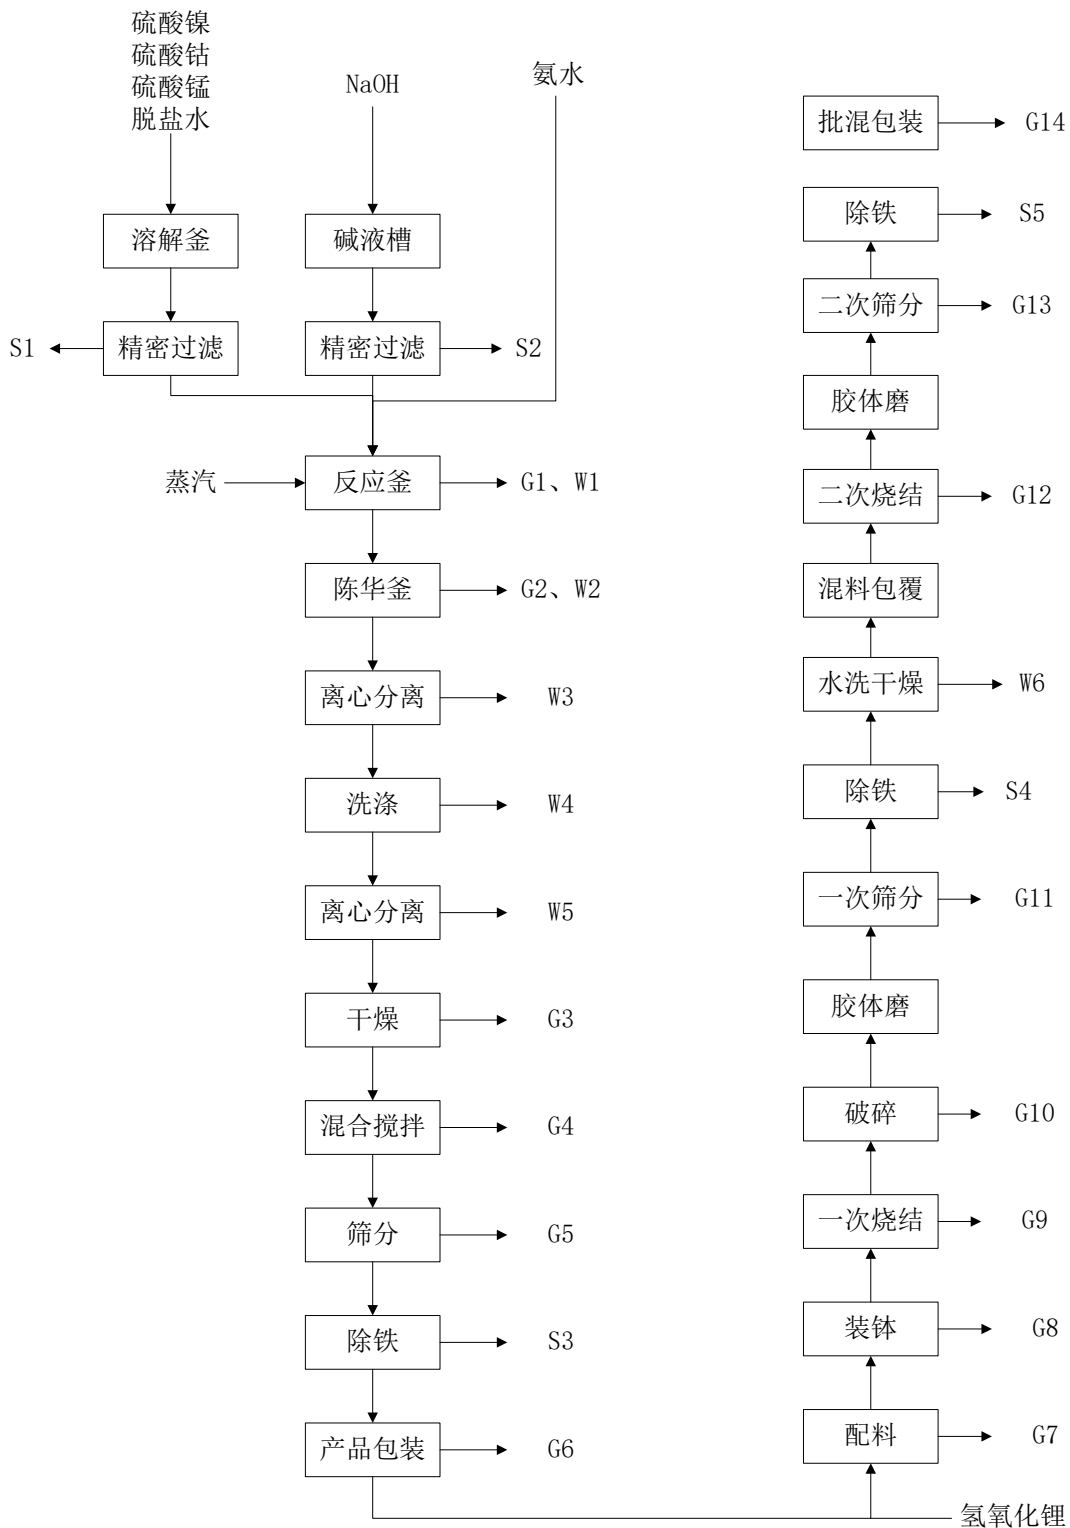 硫酸镍
硫酸钴
硫酸锰
脱盐水
NaOH
氨水
溶解釜
碱液槽
S1
精密过滤
精密过滤
S2
蒸汽
反应釜
G1、W1
陈华釜
G2、W2
离心分离
W3
洗涤
W4
离心分离
W5
干燥
G3
混合搅拌
G4
筛分
G5
除铁
S3
产品包装
G6
批混包装
G14
除铁
S5
二次筛分
G13
胶体磨
二次烧结
G12
混料包覆
水洗干燥
W6
除铁
S4
一次筛分
G11
胶体磨
破碎
G10
一次烧结
G9
装钵
G8
配料
G7
氢氧化锂